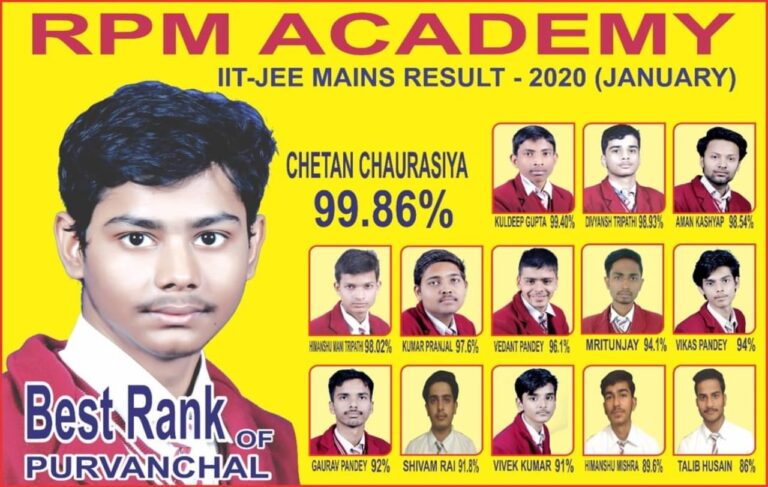 RPM ACADEMY
IIT-JEE MAINS RESULT - 2020 (JANUARY)
CHETAN CHAURASIYA
99.86%
KULDEEP GUPTA 99.40%
DIVYANSH TRIPATHI 98.93%
AMAN KASHYAP 98.54%
HIMANSHU MANI TRIPATHI 98.02%
KUMAR PRANJAL 97.6%
VEDANT PANDEY 96.1%
MRITUNJAY 94.1%
VIKAS PANDEY 94%
GAURAV PANDEY 92%
SHIVAM RAI 91.8%
VIVEK KUMAR 91%
HIMANSHU MISHRA 89.6%
TALIB HUSAIN 86%
Best Rank OF
PURVANCHAL